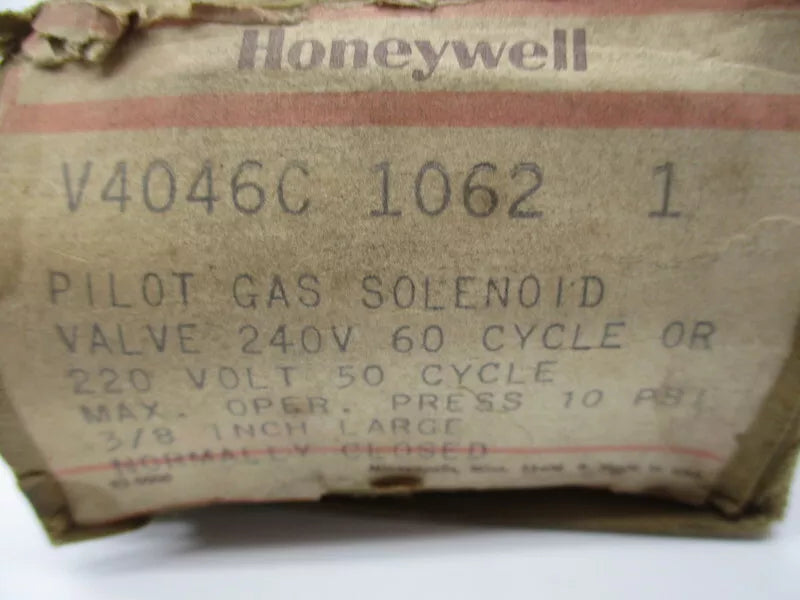 Honeywell
V4046C 1062 1
PILOT GAS SOLENOID
VALVE 240V 60 CYCLE OR
220 VOLT 50 CYCLE
MAX. OPER. PRESS 10 PSI
3/8 INCH LARGE
NORMALLY CLOSED